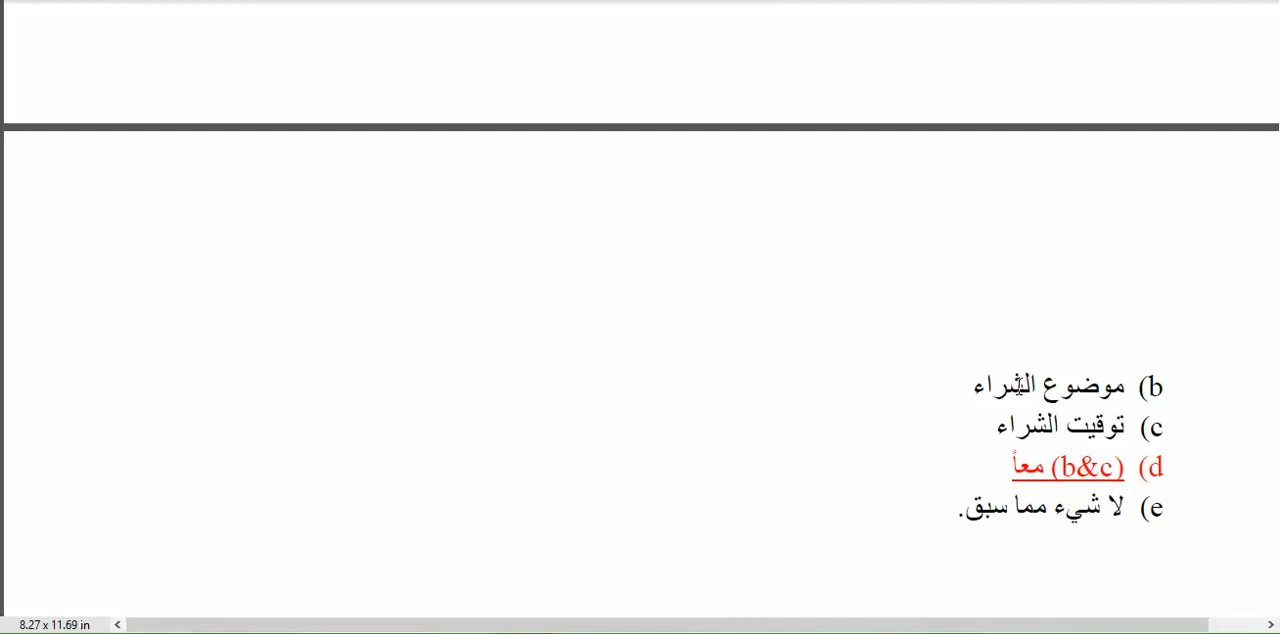 b) موضوع الشراء
c) توقيت الشراء
d) (b&c) معاً
e) لا شيء مما سبق.
8.27 x 11.69 in